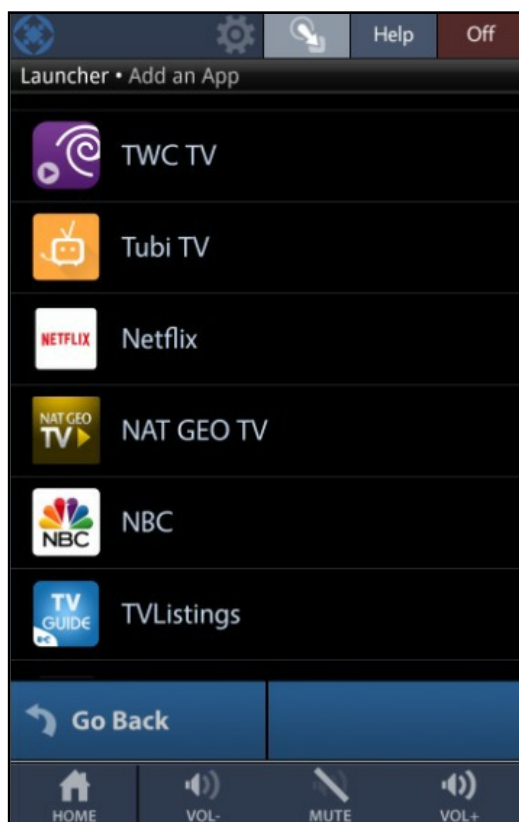 Help
Off
Launcher • Add an App
TWC TV
Tubi TV
NETFLIX
Netflix
NAT GEO
TV
NAT GEO TV
NBC
NBC
TV
GUIDE
TVListings
Go Back
HOME
VOL-
MUTE
VOL+